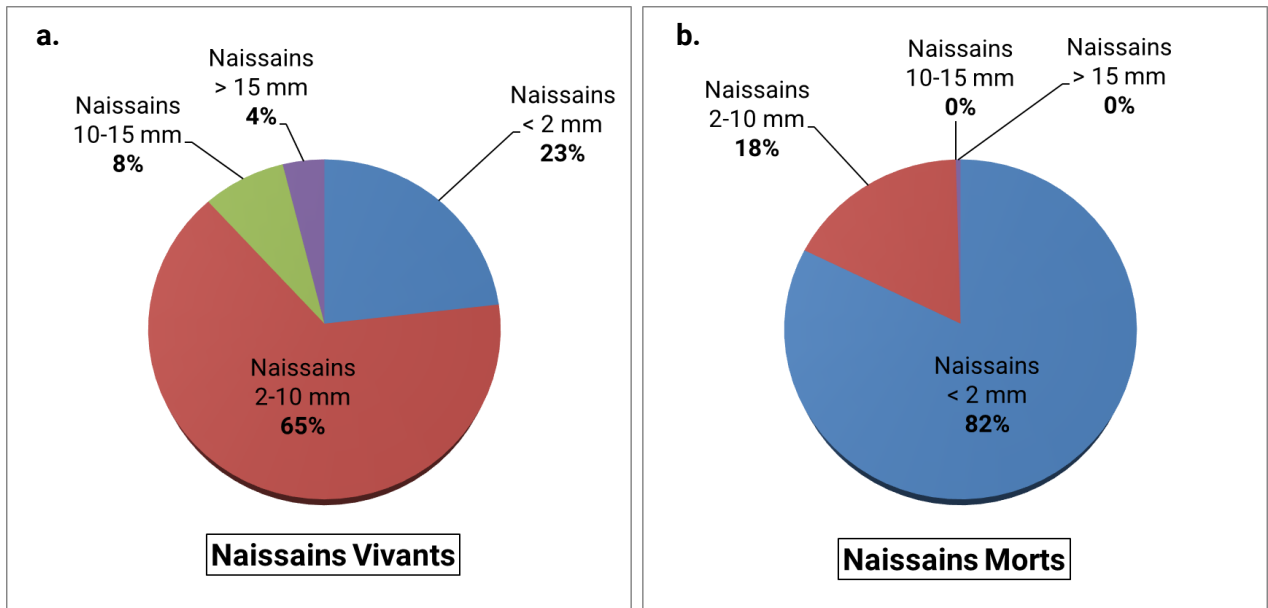 a.
Naissains
> 15 mm
4%
Naissains
10-15 mm
8%
Naissains
< 2 mm
23%
Naissains
2-10 mm
65%
Naissains Vivants
b.
Naissains
10-15 mm
0%
Naissains
> 15 mm
0%
Naissains
2-10 mm
18%
Naissains
< 2 mm
82%
Naissains Morts